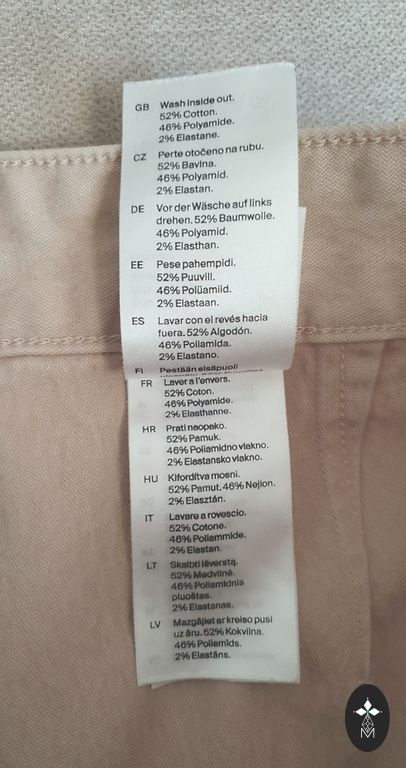 GB Wash inside out.
52% Cotton.
46% Polyamide.
2% Elastane.
CZ Perte otočeno na rubu.
52% Bavlna.
46% Polyamid.
2% Elastan.
DE Vor der Wäsche auf links
drehen. 52% Baumwolle.
46% Polyamid.
2% Elasthan.
EE Pese pahempidi.
52% Puuvill.
46% Polüamiid.
2% Elastaan.
ES Lavar con el revés hacia
fuera. 52% Algodón.
46% Poliamida.
2% Elastano.
FI Pestään sisäpuoli
FR Laver a l'envers.
52% Coton.
46% Polyamide.
2% Elasthanne.
HR Prati naopako.
52% Pamuk.
46% Poliamidno vlakno.
2% Elastansko vlakno.
HU Kifordítva mosni.
52% Pamut. 46% Nejlon.
2% Elasztán.
IT Lavare a rovescio.
52% Cotone.
46% Poliammide.
2% Elastan.
LT Skalbti išveratą.
52% Medvilnė.
46% Poliamidnis
pluoštas.
2% Elastanas.
LV Mazgājiet ar kreiso pusi
uz āru. 52% Kokvilna.
46% Poliamīds.
2% Elastāns.
M